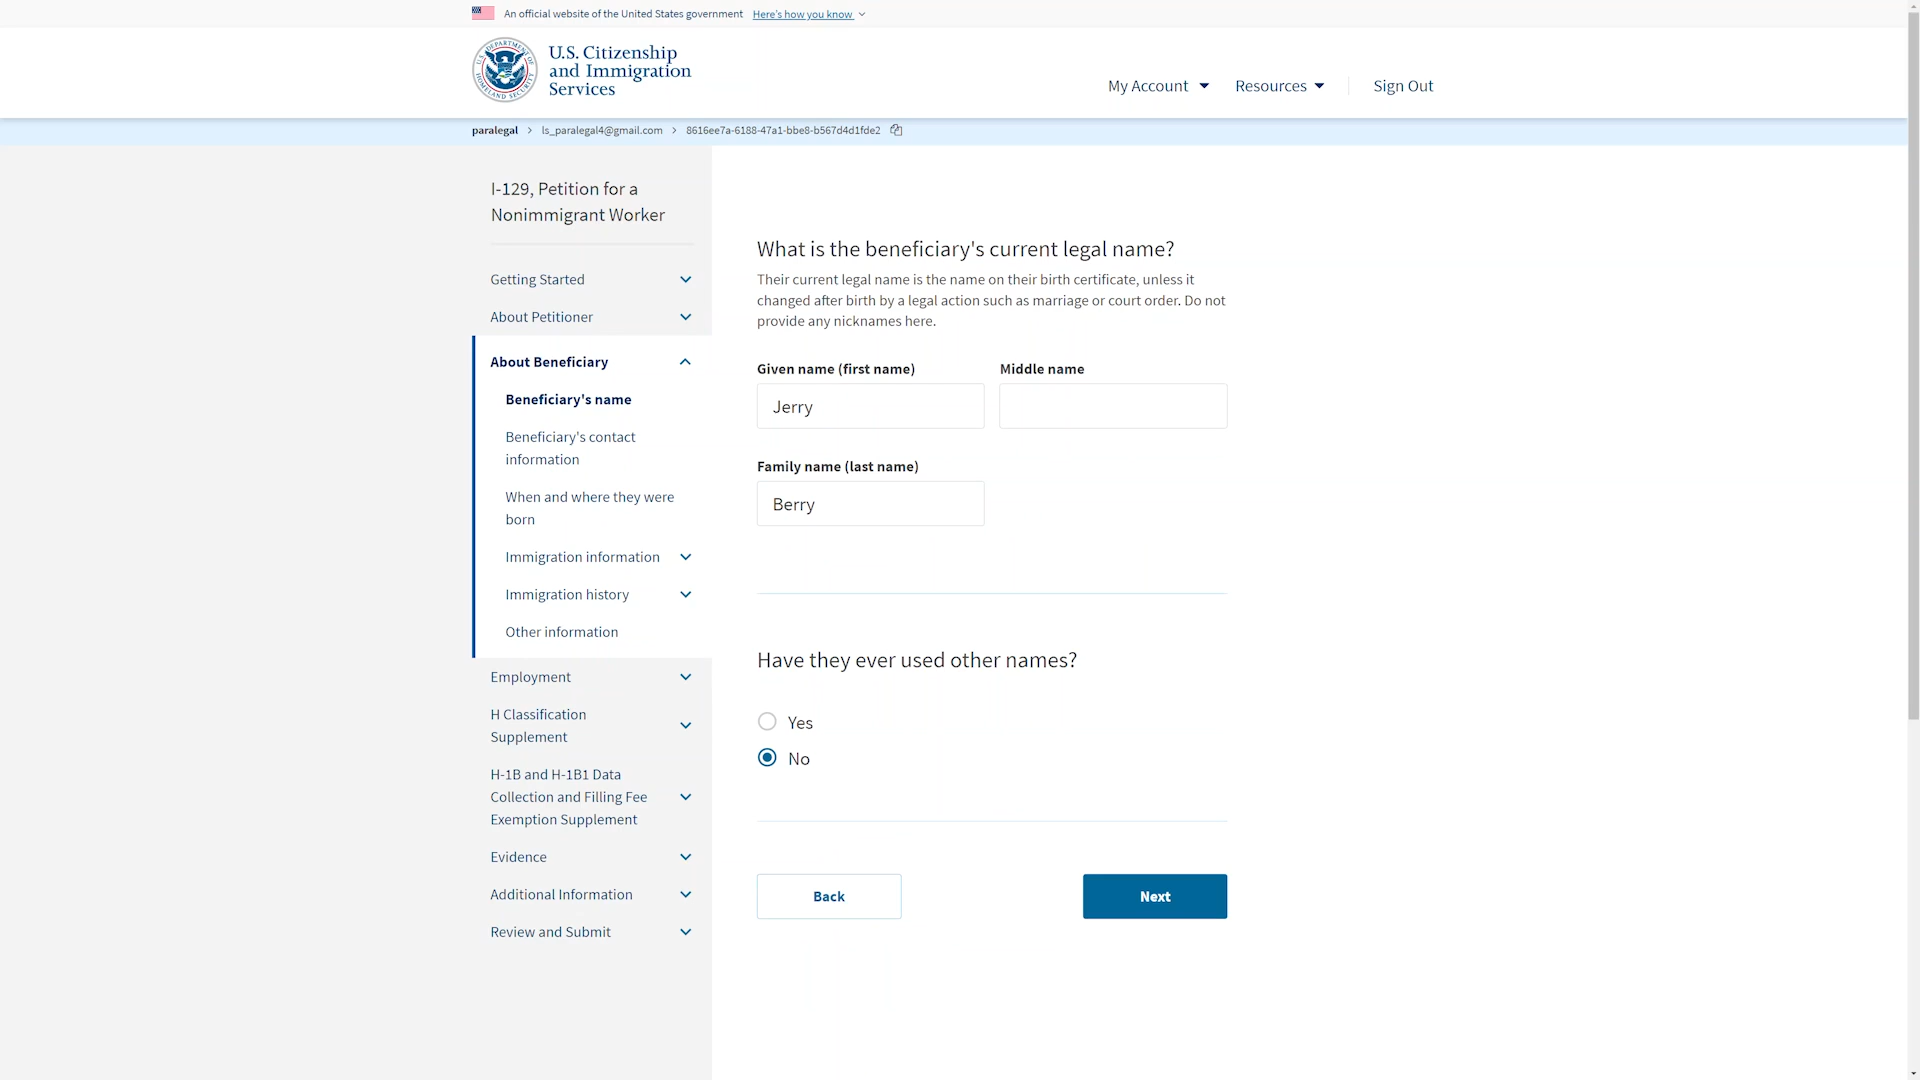 An official website of the United States government Here's how you know
U.S. Citizenship
and Immigration
Services
My Account Resources Sign Out
paralegal > ls_paralegal4@gmail.com > 8616ee7a-6188-47a1-bbe8-b567d4d1fde2
I-129, Petition for a
Nonimmigrant Worker
Getting Started
About Petitioner
About Beneficiary
Beneficiary's name
Beneficiary's contact
information
When and where they were
born
Immigration information
Immigration history
Other information
Employment
H Classification
Supplement
H-1B and H-1B1 Data
Collection and Filling Fee
Exemption Supplement
Evidence
Additional Information
Review and Submit
What is the beneficiary's current legal name?
Their current legal name is the name on their birth certificate, unless it
changed after birth by a legal action such as marriage or court order. Do not
provide any nicknames here.
Given name (first name) Middle name
Jerry
Family name (last name)
Berry
Have they ever used other names?
Yes
No
Back Next